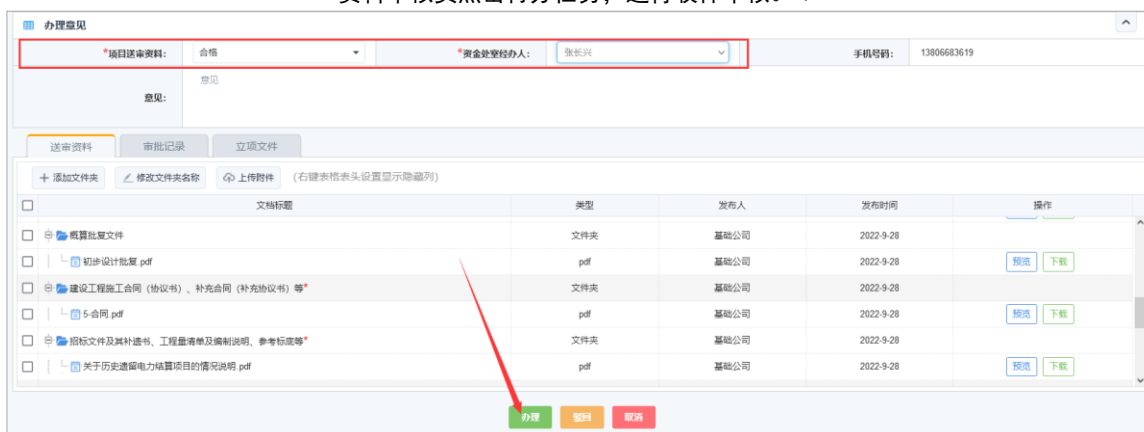 办理意见
*项目送审资料: 合格 *资金处室经办人: 张长兴 手机号码: 13806683619
意见: 意见
送审资料 审批记录 立项文件
添加文件夹 修改文件夹名称 上传附件 (右键表格表头设置显示隐藏列)
文档标题 类型 发布人 发布时间 操作
概算批复文件 文件夹 基础公司 2022-9-28
初步设计批复.pdf pdf 基础公司 2022-9-28 预览 下载
建设工程施工合同（协议书）、补充合同（补充协议书）等* 文件夹 基础公司 2022-9-28
5-合同.pdf pdf 基础公司 2022-9-28 预览 下载
招标文件及其补遗书、工程量清单及编制说明、参考标底等* 文件夹 基础公司 2022-9-28
关于历史遗留电力结算项目的情况说明.pdf pdf 基础公司 2022-9-28 预览 下载
办理 驳回 取消